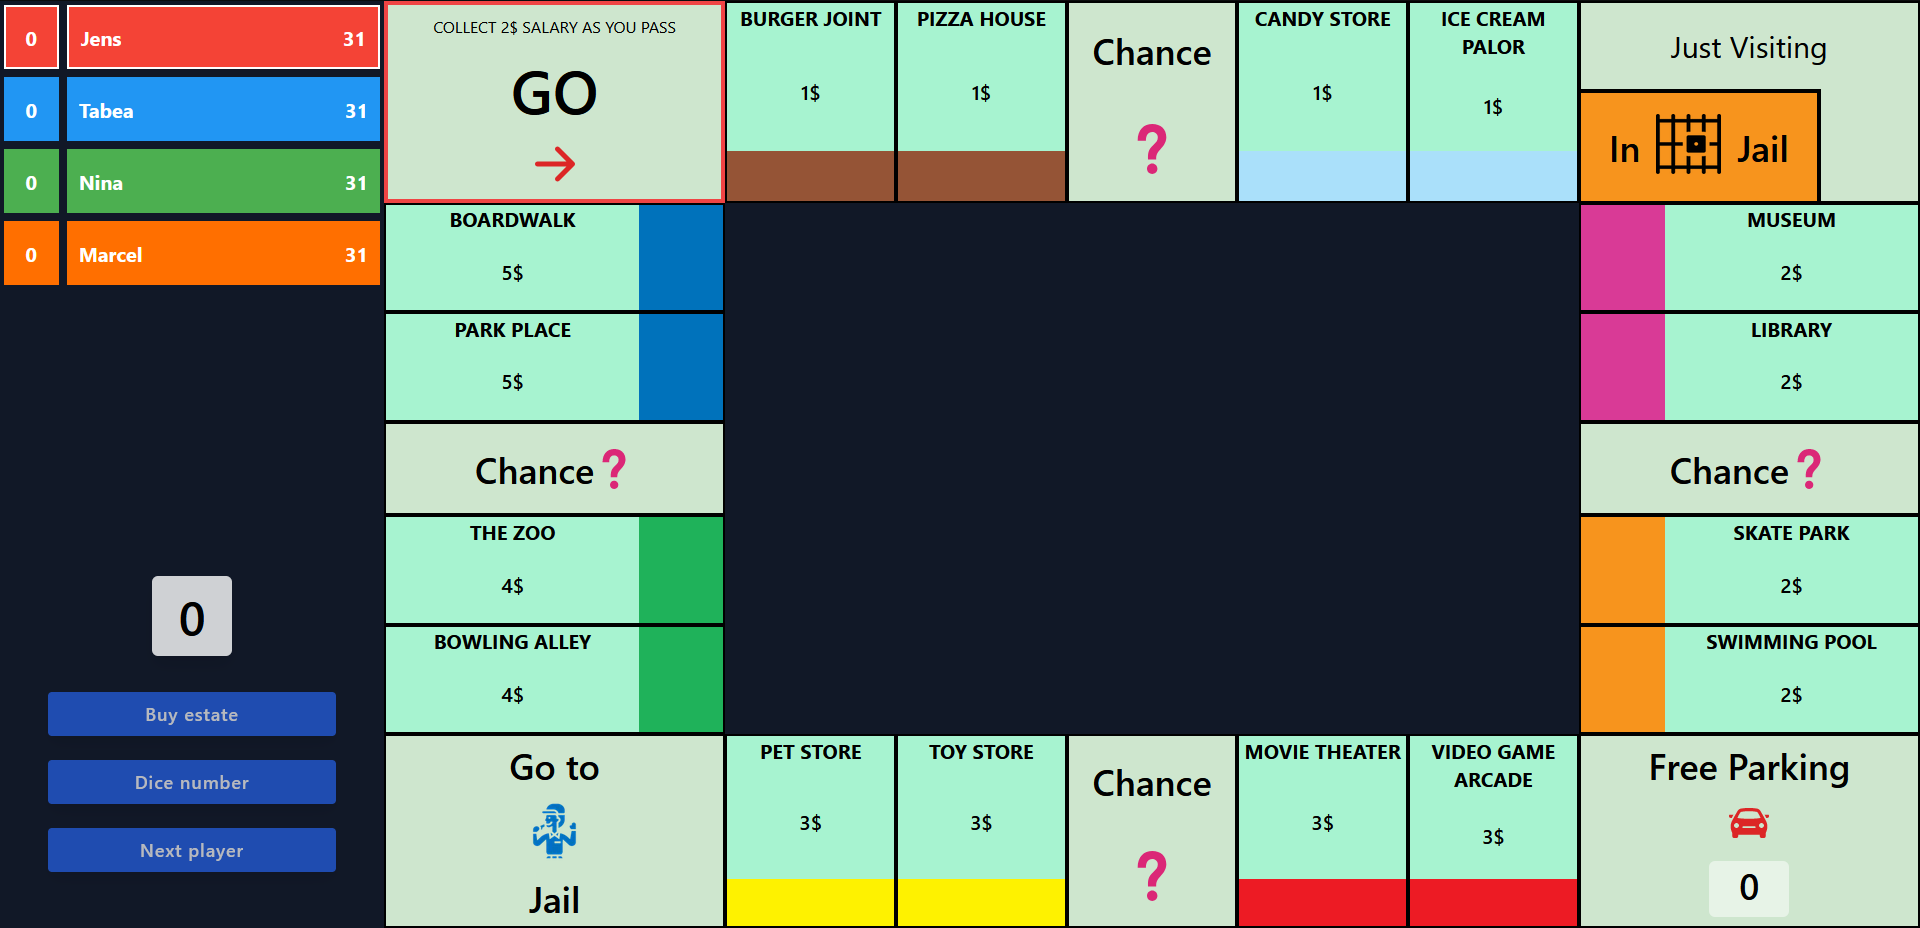 0 Jens 31
0 Tabea 31
0 Nina 31
0 Marcel 31
0
Buy estate
Dice number
Next player
COLLECT 2$ SALARY AS YOU PASS
GO
BURGER JOINT
1$
PIZZA HOUSE
1$
Chance
?
CANDY STORE
1$
ICE CREAM
PALOR
1$
Just Visiting
In Jail
BOARDWALK
5$
PARK PLACE
5$
Chance ?
THE ZOO
4$
BOWLING ALLEY
4$
MUSEUM
2$
LIBRARY
2$
Chance ?
SKATE PARK
2$
SWIMMING POOL
2$
Go to
Jail
PET STORE
3$
TOY STORE
3$
Chance
?
MOVIE THEATER
3$
VIDEO GAME
ARCADE
3$
Free Parking
0